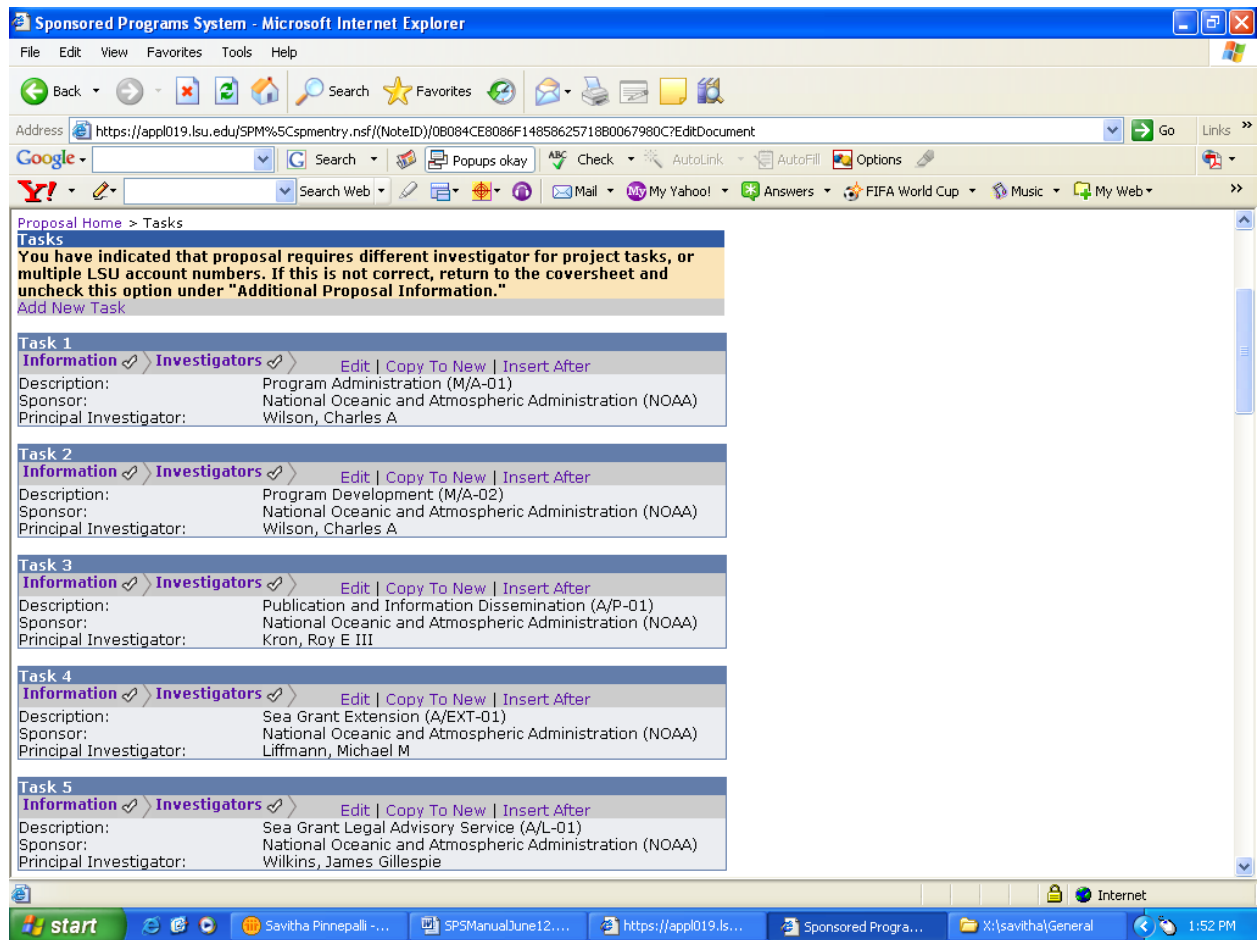 Sponsored Programs System - Microsoft Internet Explorer
File Edit View Favorites Tools Help
Back Search Favorites
Address https://appl019.lsu.edu/SPM%5Cspmentry.nsf/(NoteID)/0B084CE8086F14858625718B0067980C?EditDocument Go Links »
Google Search Popups okay ABC Check AutoLink AutoFill Options
Y! Search Web Mail My My Yahoo! Answers FIFA World Cup Music My Web »
Proposal Home > Tasks
Tasks
You have indicated that proposal requires different investigator for project tasks, or
multiple LSU account numbers. If this is not correct, return to the coversheet and
uncheck this option under "Additional Proposal Information."
Add New Task
Task 1
Information Investigators Edit | Copy To New | Insert After
Description: Program Administration (M/A-01)
Sponsor: National Oceanic and Atmospheric Administration (NOAA)
Principal Investigator: Wilson, Charles A
Task 2
Information Investigators Edit | Copy To New | Insert After
Description: Program Development (M/A-02)
Sponsor: National Oceanic and Atmospheric Administration (NOAA)
Principal Investigator: Wilson, Charles A
Task 3
Information Investigators Edit | Copy To New | Insert After
Description: Publication and Information Dissemination (A/P-01)
Sponsor: National Oceanic and Atmospheric Administration (NOAA)
Principal Investigator: Kron, Roy E III
Task 4
Information Investigators Edit | Copy To New | Insert After
Description: Sea Grant Extension (A/EXT-01)
Sponsor: National Oceanic and Atmospheric Administration (NOAA)
Principal Investigator: Liffmann, Michael M
Task 5
Information Investigators Edit | Copy To New | Insert After
Description: Sea Grant Legal Advisory Service (A/L-01)
Sponsor: National Oceanic and Atmospheric Administration (NOAA)
Principal Investigator: Wilkins, James Gillespie
Internet
start Savitha Pinnepalli -... SPSManualJune12.... https://appl019.ls... Sponsored Progra... X:\savitha\General 1:52 PM